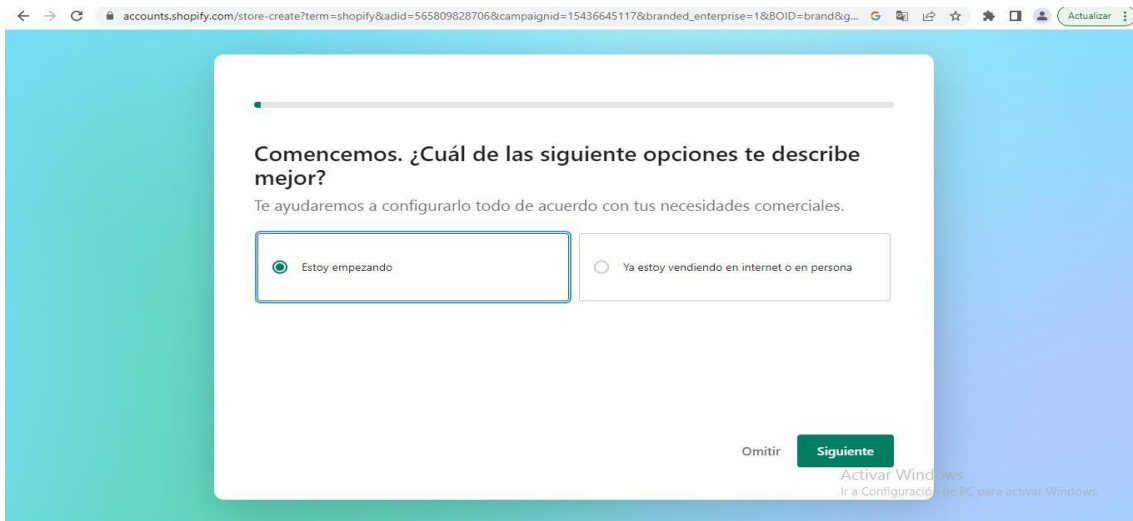 accounts.shopify.com/store-create?term=shopify&adid=565809828706&campaignid=15436645117&branded_enterprise=1&BOID=brand&g... Actualizar
Comencemos. ¿Cuál de las siguiente opciones te describe
mejor?
Te ayudaremos a configurarlo todo de acuerdo con tus necesidades comerciales.
Estoy empezando Ya estoy vendiendo en internet o en persona
Omitir Siguiente
Activar Windows
Ir a Configuración de PC para activar Windows.